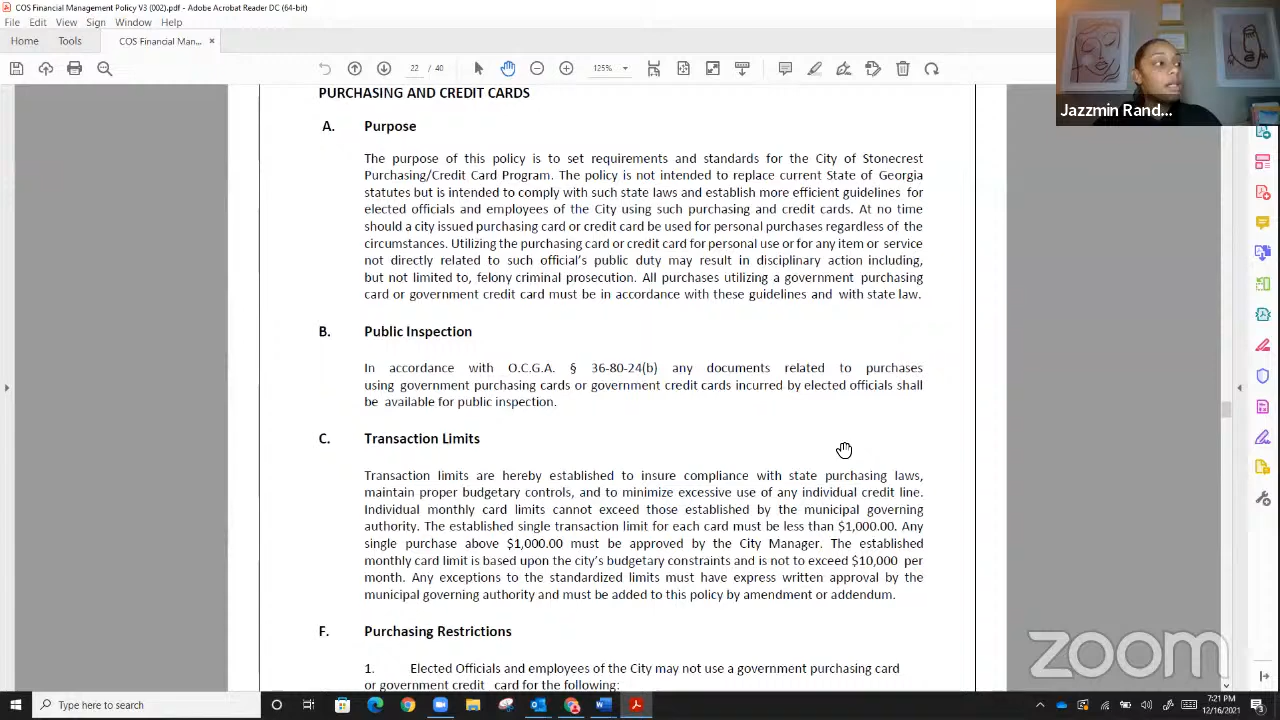 COS Financial Management Policy V3 (002).pdf - Adobe Acrobat Reader DC (64-bit)
File Edit View Sign Window Help
Home Tools COS Financial Man... ×
22 / 40 125%
Jazzmin Rand...
PURCHASING AND CREDIT CARDS
A. Purpose
The purpose of this policy is to set requirements and standards for the City of Stonecrest
Purchasing/Credit Card Program. The policy is not intended to replace current State of Georgia
statutes but is intended to comply with such state laws and establish more efficient guidelines for
elected officials and employees of the City using such purchasing and credit cards. At no time
should a city issued purchasing card or credit card be used for personal purchases regardless of the
circumstances. Utilizing the purchasing card or credit card for personal use or for any item or service
not directly related to such official's public duty may result in disciplinary action including,
but not limited to, felony criminal prosecution. All purchases utilizing a government purchasing
card or government credit card must be in accordance with these guidelines and with state law.
B. Public Inspection
In accordance with O.C.G.A. § 36-80-24(b) any documents related to purchases
using government purchasing cards or government credit cards incurred by elected officials shall
be available for public inspection.
C. Transaction Limits
Transaction limits are hereby established to insure compliance with state purchasing laws,
maintain proper budgetary controls, and to minimize excessive use of any individual credit line.
Individual monthly card limits cannot exceed those established by the municipal governing
authority. The established single transaction limit for each card must be less than $1,000.00. Any
single purchase above $1,000.00 must be approved by the City Manager. The established
monthly card limit is based upon the city's budgetary constraints and is not to exceed $10,000 per
month. Any exceptions to the standardized limits must have express written approval by the
municipal governing authority and must be added to this policy by amendment or addendum.
F. Purchasing Restrictions
1. Elected Officials and employees of the City may not use a government purchasing card
or government credit card for the following:
zoom
Type here to search
7:21 PM
12/16/2021